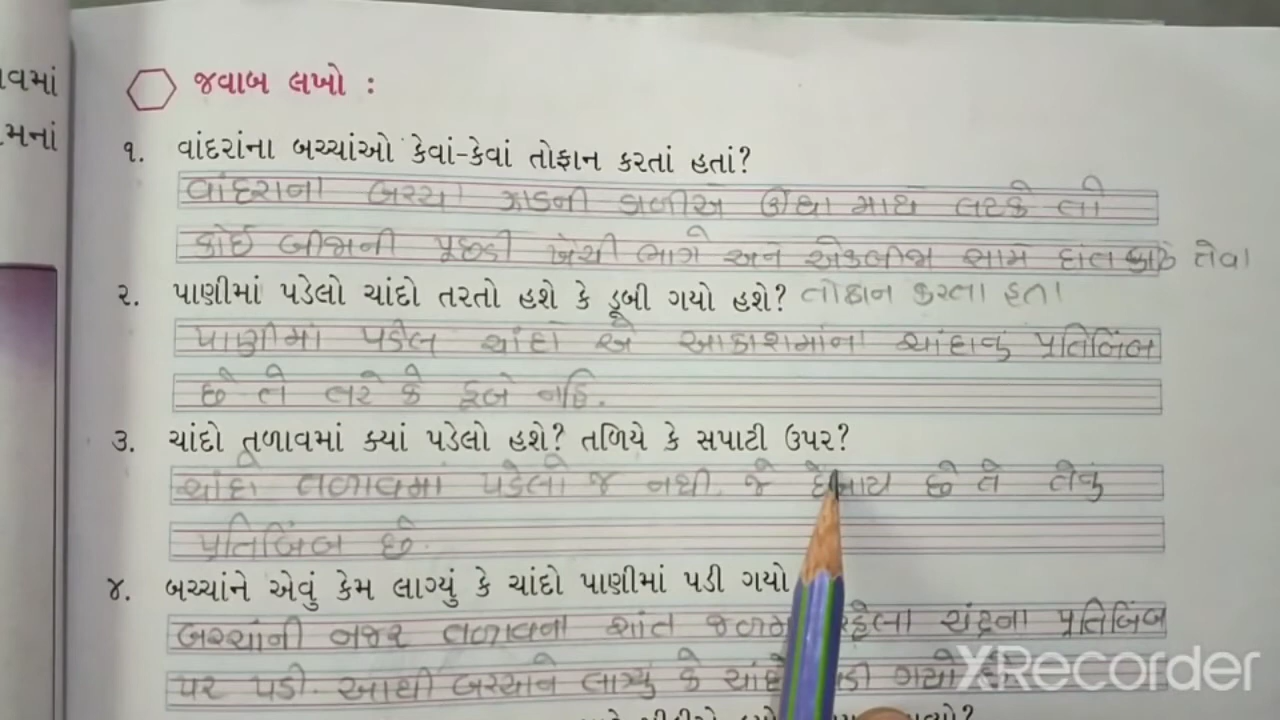 વમાં
મનાં
જવાબ લખો :
૧. વાંદરાંના બચ્ચાંઓ કેવાં-કેવાં તોફાન કરતાં હતાં?
વાંદરાના બચ્ચા ઝાડની ડાળીએ ઊંધા માથે લટકે તો
કોઈ બીજાની પૂંછડી ખેંચી ભાગે અને એકબીજા સામે દાંત કાઢે તેવા
૨. પાણીમાં પડેલો ચાંદો તરતો હશે કે ડૂબી ગયો હશે? તોફાન કરતા હતા
પાણીમાં પડેલ ચાંદો એ આકાશમાંના ચાંદાનું પ્રતિબિંબ
છે તે તરે કે ડૂબે નહિ.
૩. ચાંદો તળાવમાં ક્યાં પડેલો હશે? તળિયે કે સપાટી ઉપર?
ચાંદો તળાવમાં પડેલો જ નથી. જે દેખાય છે તે તેનું
પ્રતિબિંબ છે.
૪. બચ્ચાંને એવું કેમ લાગ્યું કે ચાંદો પાણીમાં પડી ગયો
બચ્ચાંની નજર તળાવના શાંત રહેલા ચંદ્રના પ્રતિબિંબ
પર પડી. આથી બચ્ચાંને લાગ્યું કે ગયો
XRecorder